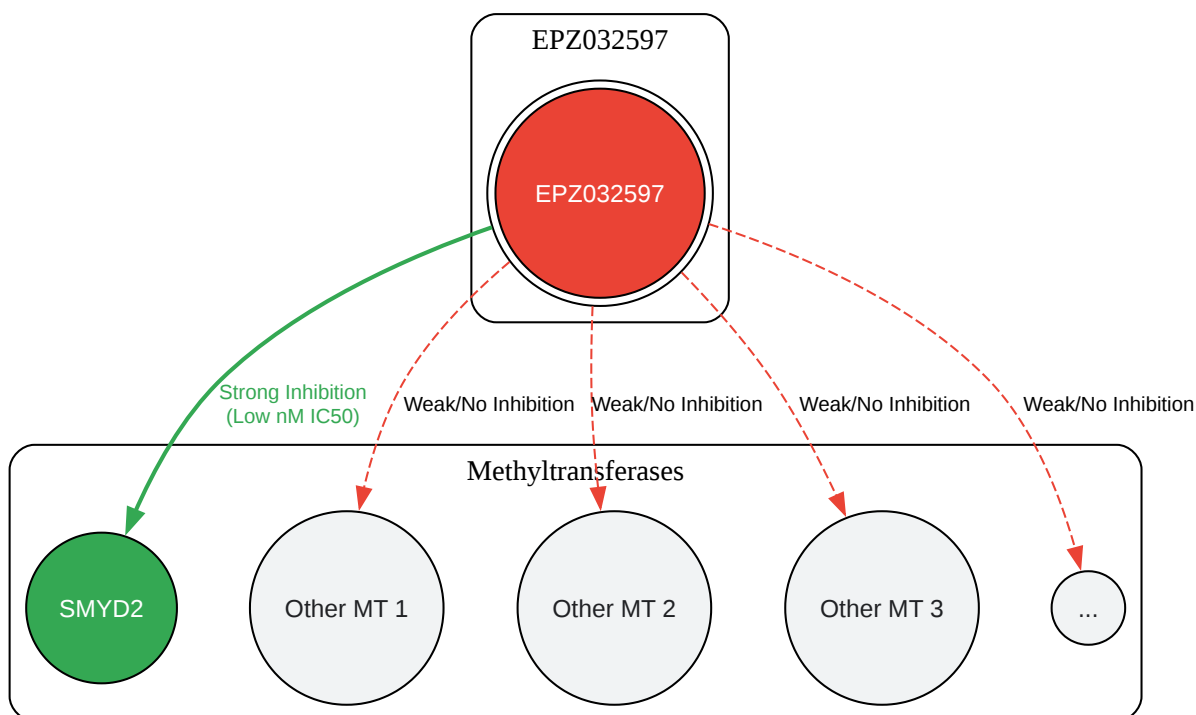 EPZ032597
EPZ032597
Strong Inhibition
(Low nM IC50)
Weak/No Inhibition
Weak/No Inhibition
Weak/No Inhibition
Weak/No Inhibition
Methyltransferases
SMYD2
Other MT 1
Other MT 2
Other MT 3
...